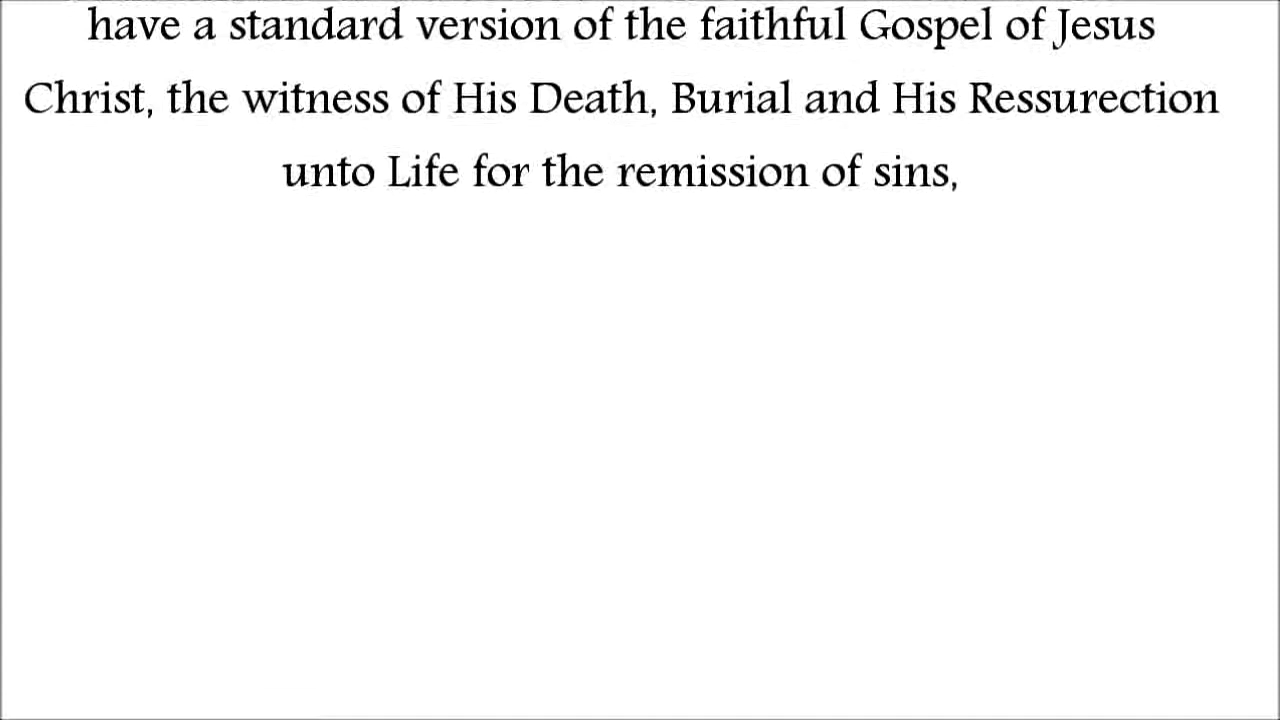 have a standard version of the faithful Gospel of Jesus
Christ, the witness of His Death, Burial and His Ressurection
unto Life for the remission of sins,